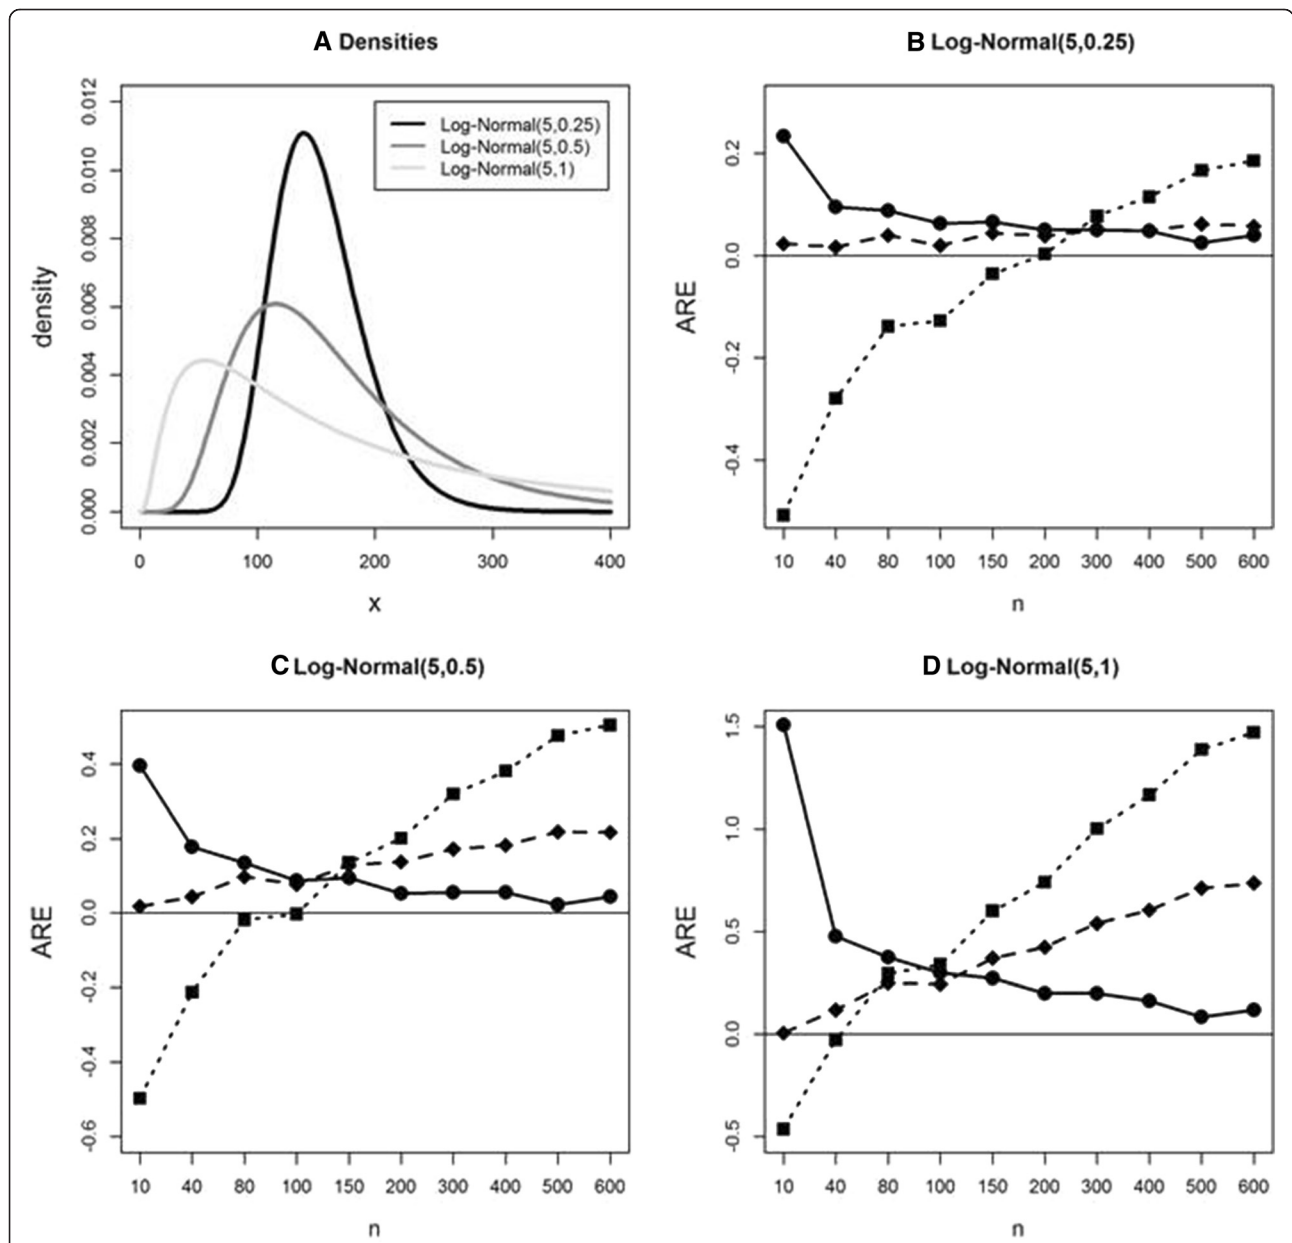 A Densities
0.012
0.010
0.008
0.006
0.004
0.002
0.000
density
Log-Normal(5,0.25)
Log-Normal(5,0.5)
Log-Normal(5,1)
0 100 200 300 400
x
B Log-Normal(5,0.25)
0.2
0.0
-0.2
-0.4
ARE
10 40 80 100 150 200 300 400 500 600
n
C Log-Normal(5,0.5)
0.4
0.2
0.0
-0.2
-0.4
-0.6
ARE
10 40 80 100 150 200 300 400 500 600
n
D Log-Normal(5,1)
1.5
1.0
0.5
0.0
-0.5
ARE
10 40 80 100 150 200 300 400 500 600
n